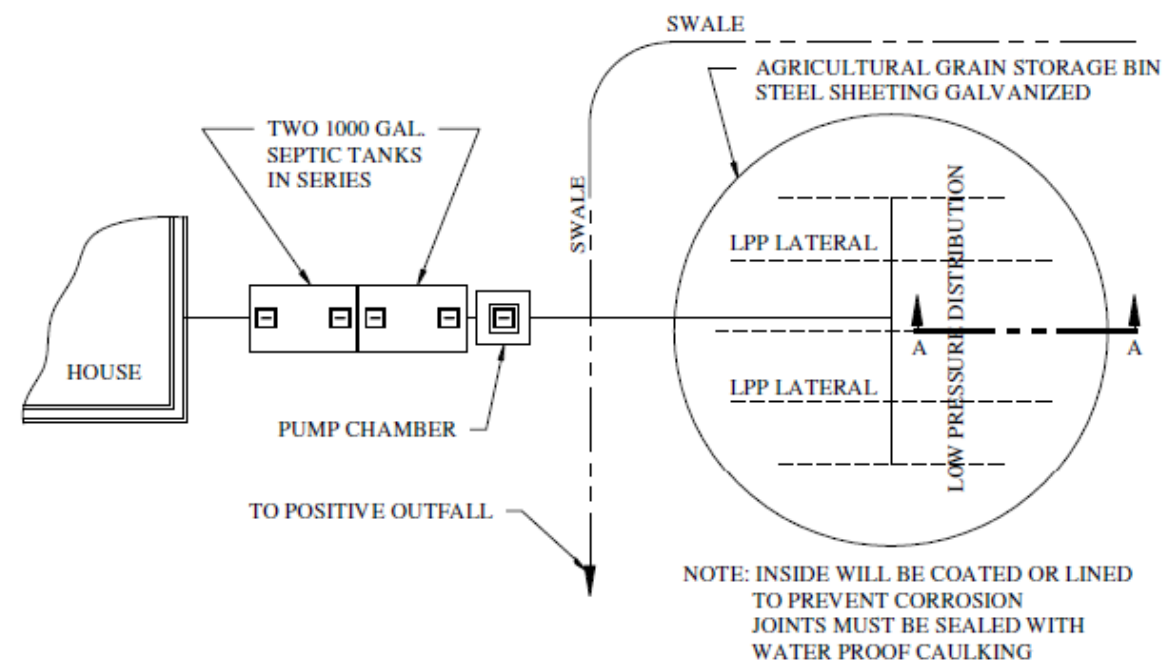 SWALE
AGRICULTURAL GRAIN STORAGE BIN
STEEL SHEETING GALVANIZED
TWO 1000 GAL.
SEPTIC TANKS
IN SERIES
SWALE
LOW PRESSURE DISTRIBUTION
LPP LATERAL
A
A
HOUSE
LPP LATERAL
PUMP CHAMBER
TO POSITIVE OUTFALL
NOTE: INSIDE WILL BE COATED OR LINED
TO PREVENT CORROSION
JOINTS MUST BE SEALED WITH
WATER PROOF CAULKING